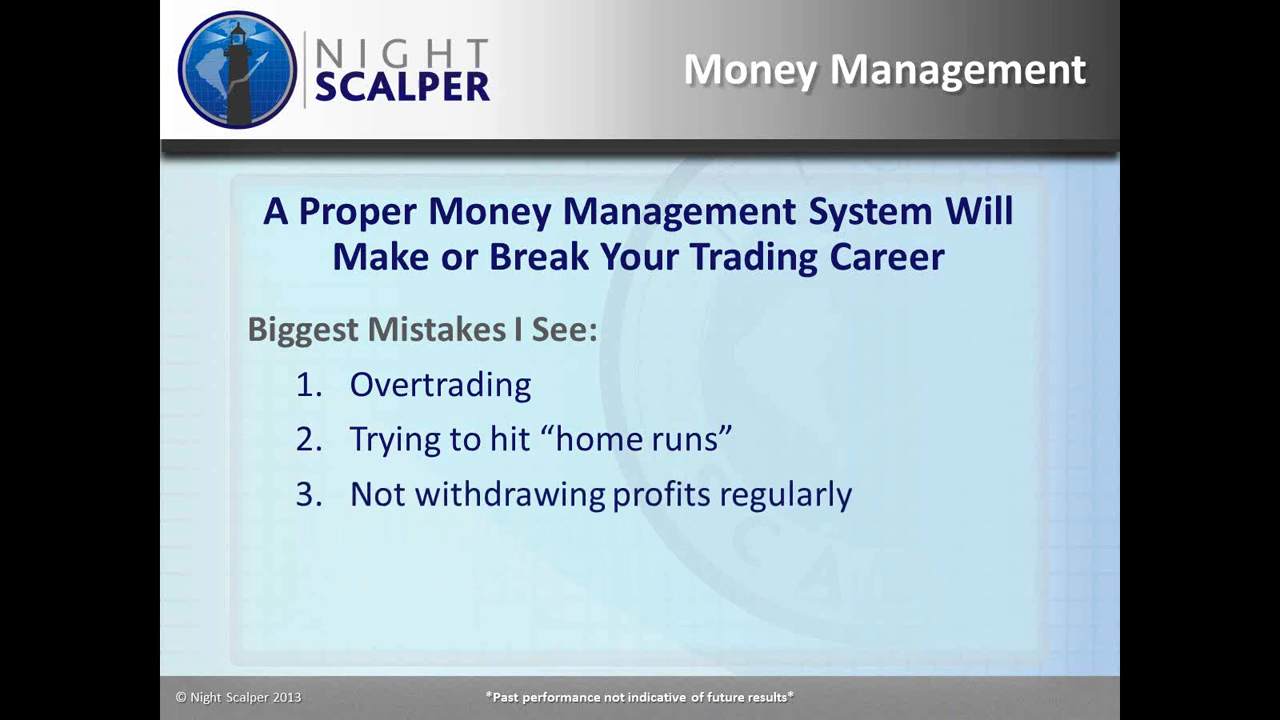 NIGHT
SCALPER
Money Management
A Proper Money Management System Will
Make or Break Your Trading Career
Biggest Mistakes I See:
1. Overtrading
2. Trying to hit “home runs”
3. Not withdrawing profits regularly
© Night Scalper 2013
*Past performance not indicative of future results*